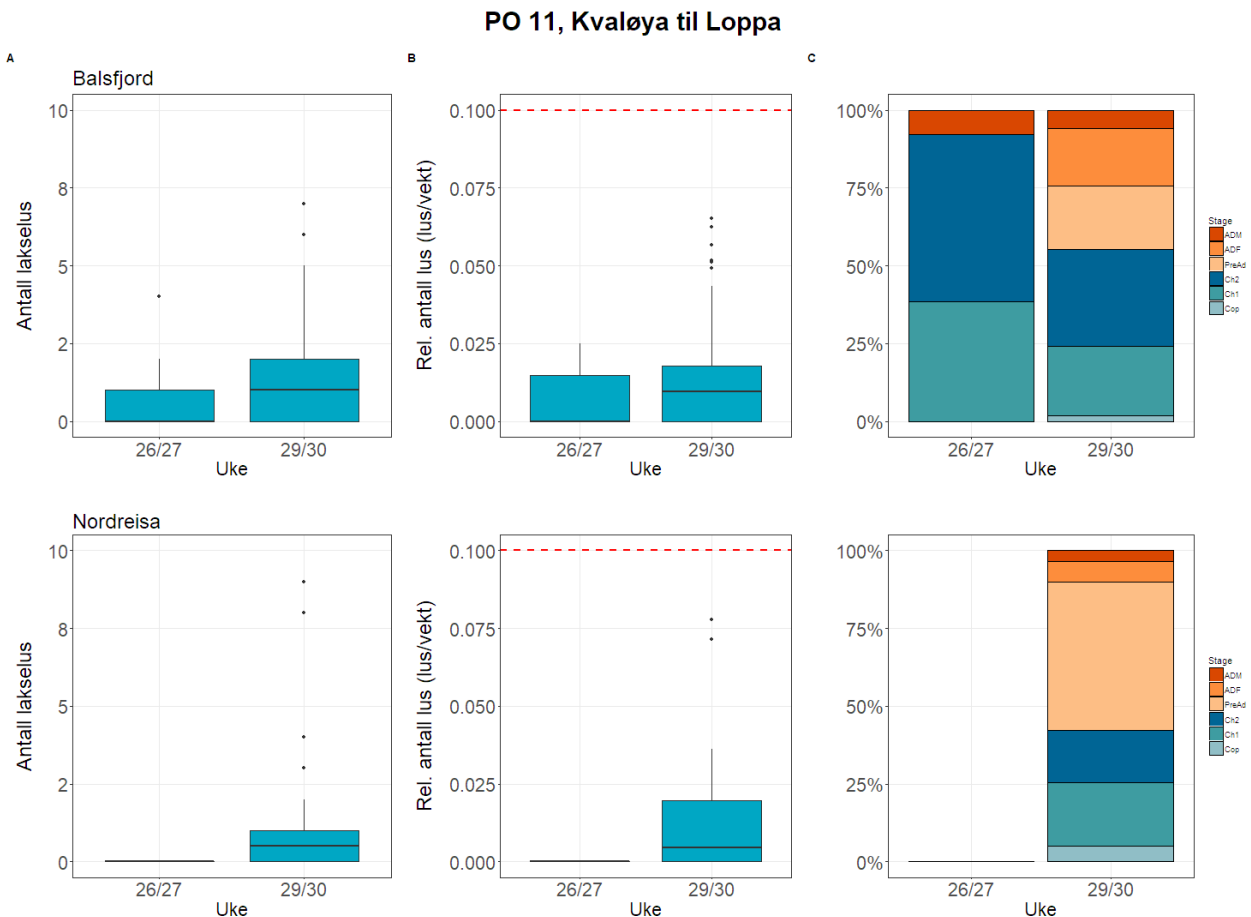 PO 11, Kvaløya til Loppa
A
B
C
Balsfjord
Antall lakselus
10
8
5
2
0
26/27
29/30
Uke
Rel. antall lus (lus/vekt)
0.100
0.075
0.050
0.025
0.000
26/27
29/30
Uke
100%
75%
50%
25%
0%
26/27
29/30
Uke
Stage
ADM
ADF
PreAd
Ch2
Ch1
Cop
Nordreisa
Antall lakselus
10
8
5
2
0
26/27
29/30
Uke
Rel. antall lus (lus/vekt)
0.100
0.075
0.050
0.025
0.000
26/27
29/30
Uke
100%
75%
50%
25%
0%
26/27
29/30
Uke
Stage
ADM
ADF
PreAd
Ch2
Ch1
Cop